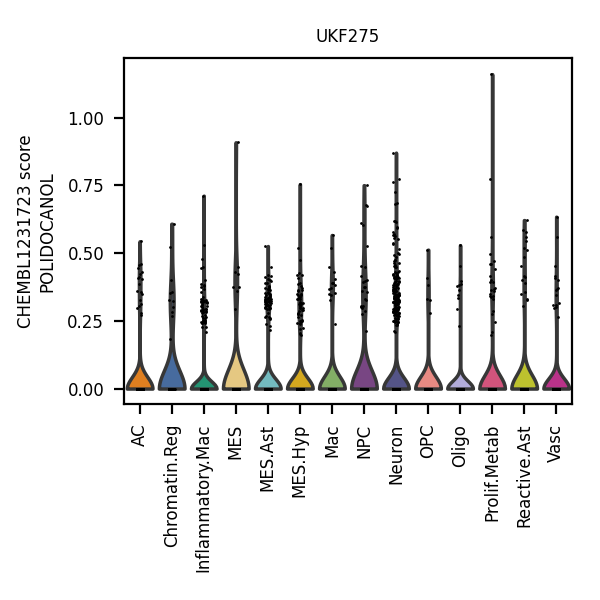 UKF275
CHEMBL1231723 score
POLIDOCANOL
1.00
0.75
0.50
0.25
0.00
AC
Chromatin.Reg
Inflammatory.Mac
MES
MES.Ast
MES.Hyp
Mac
NPC
Neuron
OPC
Oligo
Prolif.Metab
Reactive.Ast
Vasc